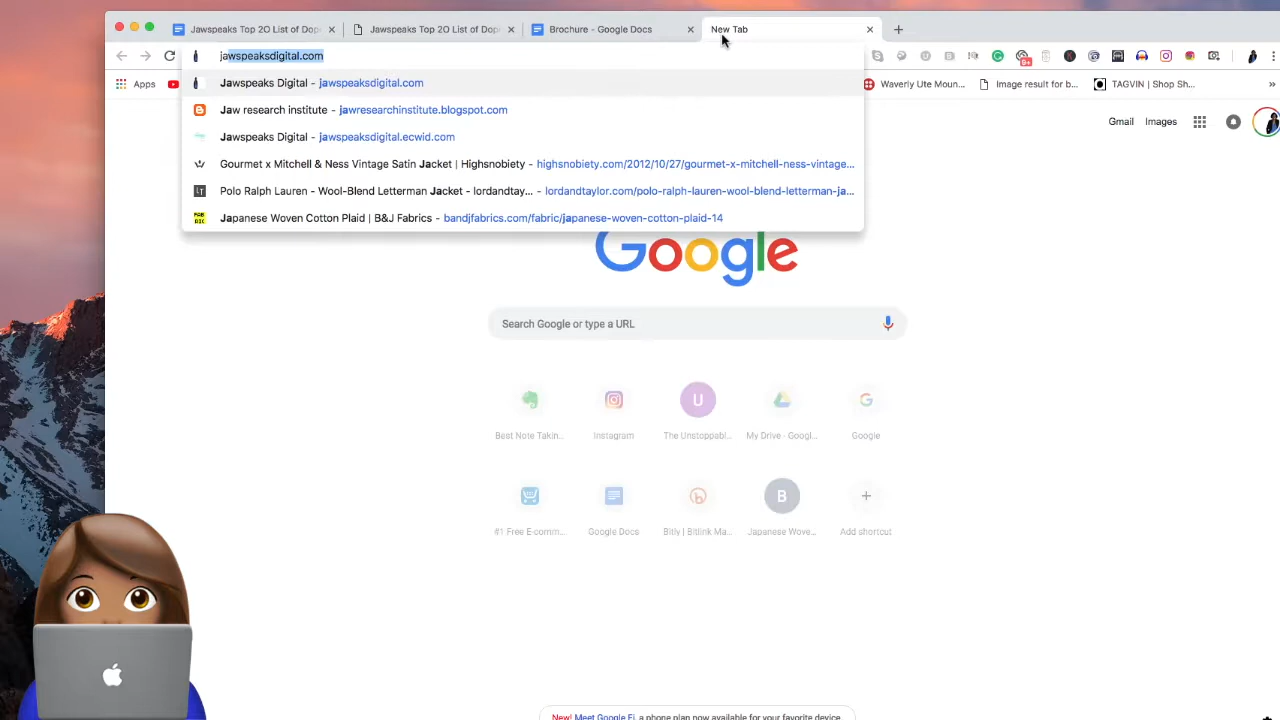 Jawspeaks Top 2O List of Dop
Jawspeaks Top 2O List of Dop
Brochure - Google Docs
New Tab
jawspeaksdigital.com
Jawspeaks Digital - jawspeaksdigital.com
Jaw research institute - jawresearchinstitute.blogspot.com
Jawspeaks Digital - jawspeaksdigital.ecwid.com
Gourmet x Mitchell & Ness Vintage Satin Jacket | Highsnobiety - highsnobiety.com/2012/10/27/gourmet-x-mitchell-ness-vintage...
Polo Ralph Lauren - Wool-Blend Letterman Jacket - lordandtay... - lordandtaylor.com/polo-ralph-lauren-wool-blend-letterman-ja...
Japanese Woven Cotton Plaid | B&J Fabrics - bandjfabrics.com/fabric/japanese-woven-cotton-plaid-14
Apps
Waverly Ute Moun...
Image result for b...
TAGVIN | Shop Sh...
Gmail
Images
Google
Search Google or type a URL
U
Best Note Takin...
Instagram
The Unstoppabl...
My Drive - Googl...
Google
B
#1 Free E-comm...
Google Docs
Bitly | Bitlink Ma...
Japanese Wove...
Add shortcut
New! Meet Google Fi, a phone plan now available for your favorite device.